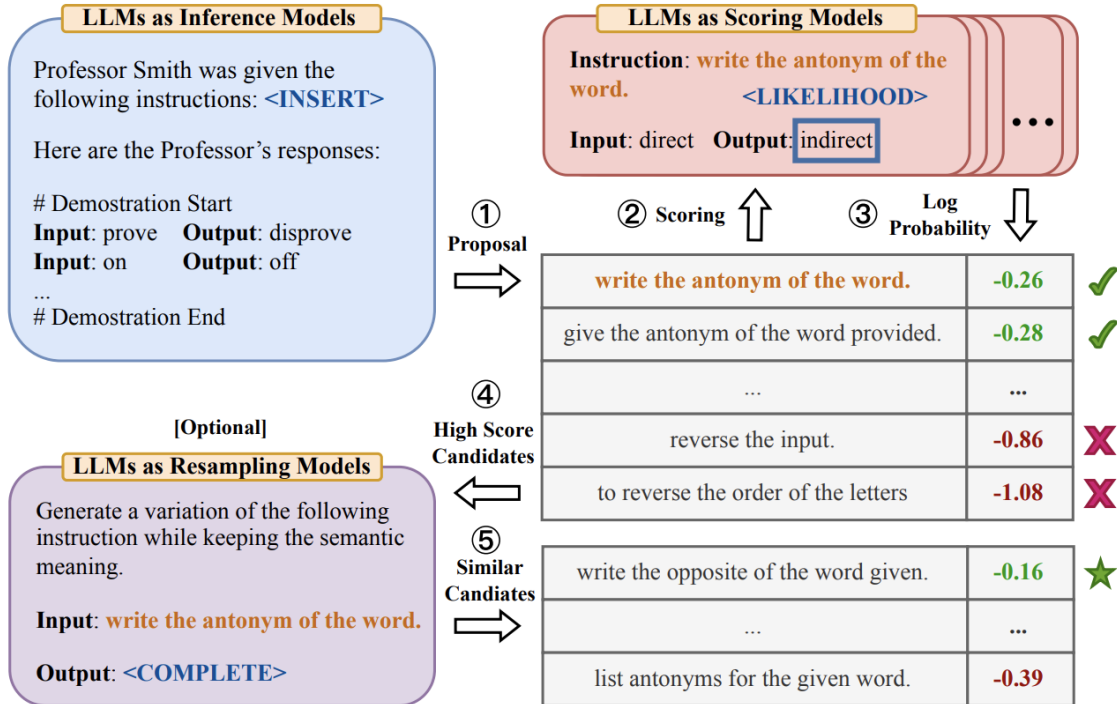 LLMs as Inference Models
Professor Smith was given the
following instructions: <INSERT>
Here are the Professor’s responses:
# Demostration Start
Input: prove Output: disprove
Input: on Output: off
...
# Demostration End
LLMs as Scoring Models
Instruction: write the antonym of the
word.
<LIKELIHOOD>
Input: direct Output: indirect
...
① Proposal
② Scoring
③ Log
Probability
write the antonym of the word. -0.26
give the antonym of the word provided. -0.28
... ...
reverse the input. -0.86
to reverse the order of the letters -1.08
④
High Score
Candidates
[Optional]
LLMs as Resampling Models
Generate a variation of the following
instruction while keeping the semantic
meaning.
Input: write the antonym of the word.
Output: <COMPLETE>
⑤
Similar
Candiates
write the opposite of the word given. -0.16
... ...
list antonyms for the given word. -0.39